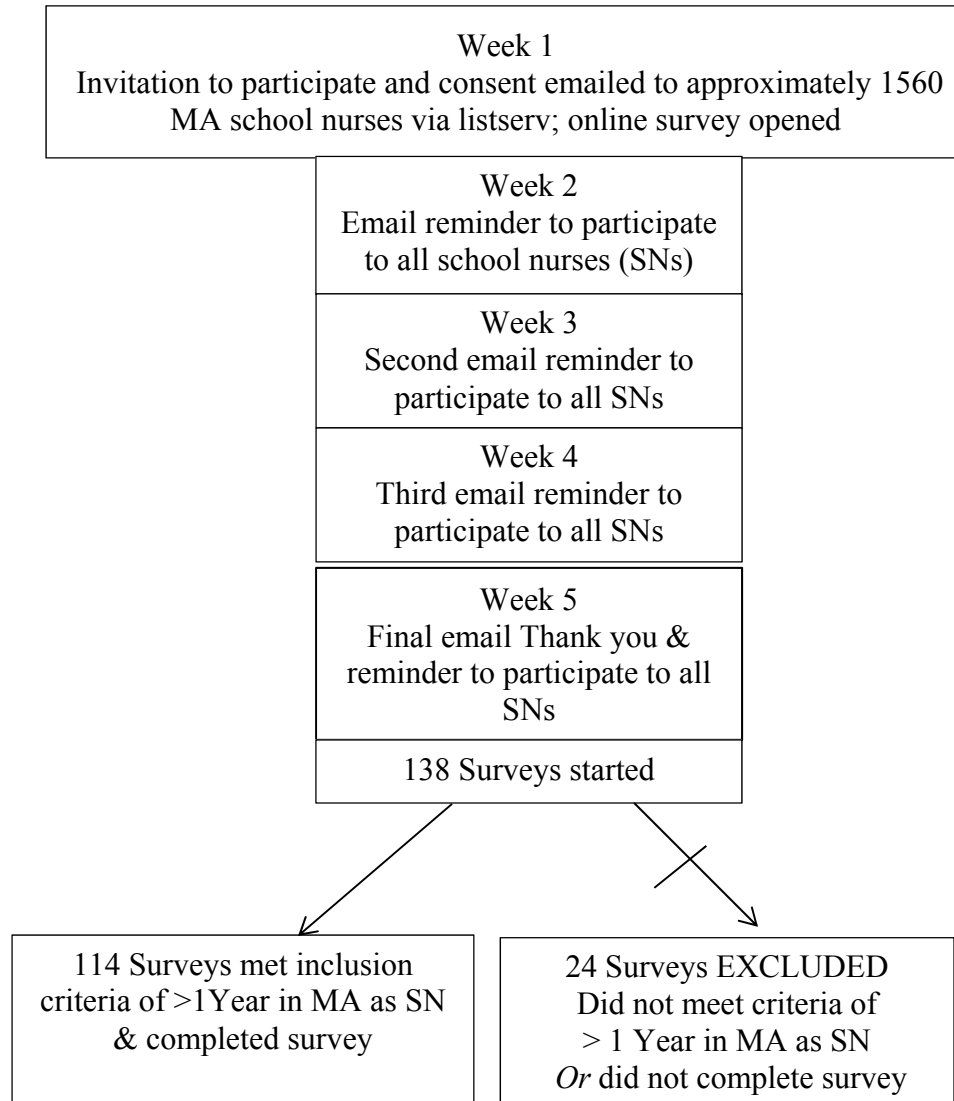 Week 1
Invitation to participate and consent emailed to approximately 1560
MA school nurses via listserv; online survey opened
Week 2
Email reminder to participate
to all school nurses (SNs)
Week 3
Second email reminder to
participate to all SNs
Week 4
Third email reminder to
participate to all SNs
Week 5
Final email Thank you &
reminder to participate to all
SNs
138 Surveys started
114 Surveys met inclusion
criteria of >1Year in MA as SN
& completed survey
24 Surveys EXCLUDED
Did not meet criteria of
> 1 Year in MA as SN
Or did not complete survey